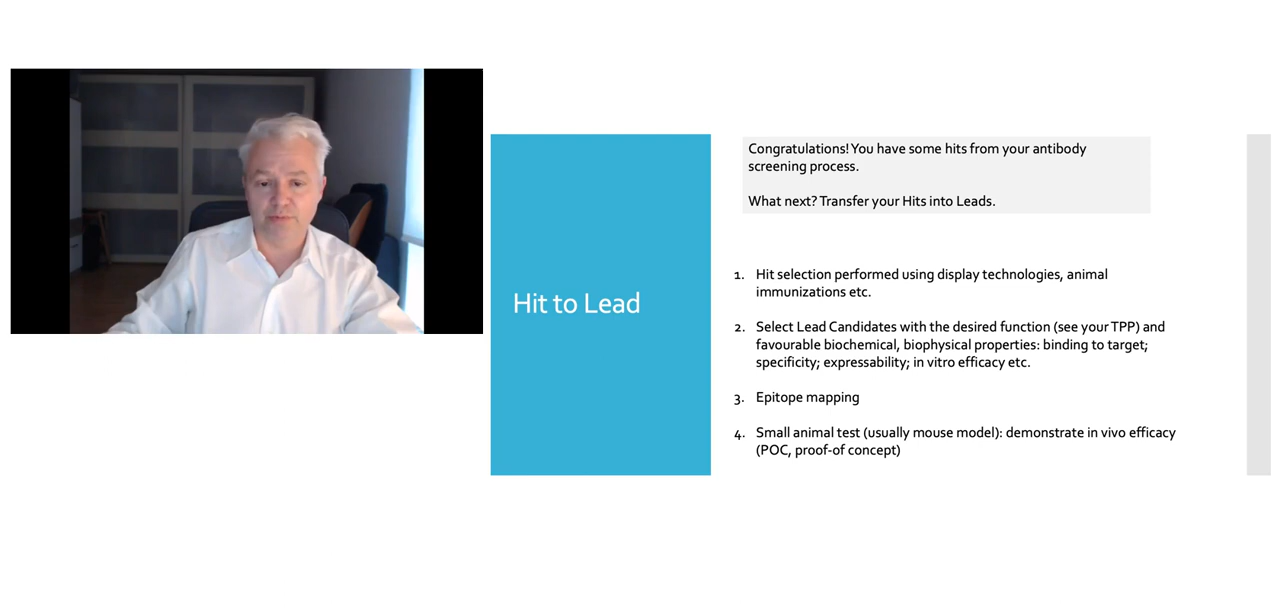 Hit to Lead
Congratulations! You have some hits from your antibody
screening process.
What next? Transfer your Hits into Leads.
1. Hit selection performed using display technologies, animal
immunizations etc.
2. Select Lead Candidates with the desired function (see your TPP) and
favourable biochemical, biophysical properties: binding to target;
specificity; expressability; in vitro efficacy etc.
3. Epitope mapping
4. Small animal test (usually mouse model): demonstrate in vivo efficacy
(POC, proof-of concept)